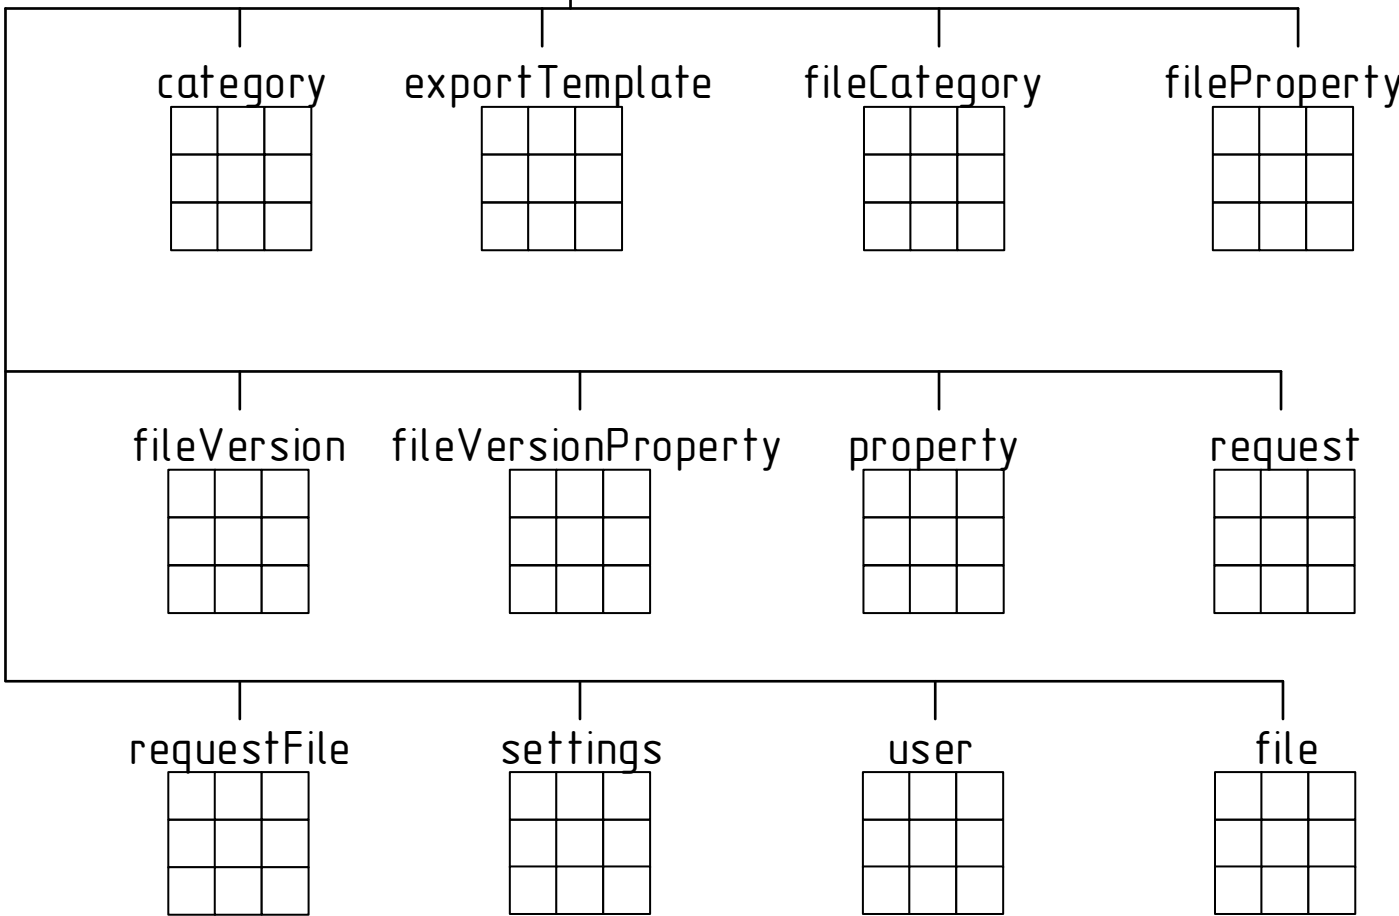 category exportTemplate fileCategory fileProperty
fileVersion fileVersionProperty property request
requestFile settings user file